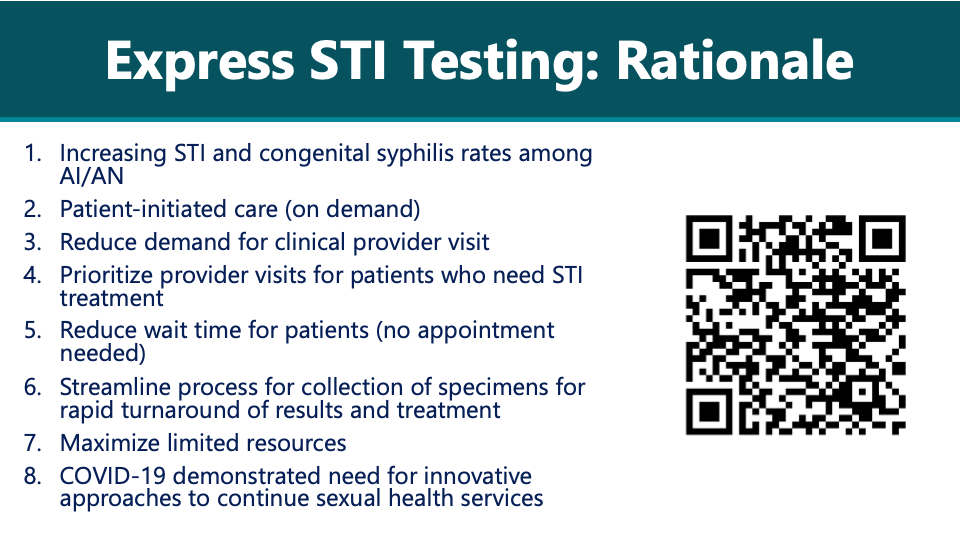 Express STI Testing: Rationale
1. Increasing STI and congenital syphilis rates among
AI/AN
2. Patient-initiated care (on demand)
3. Reduce demand for clinical provider visit
4. Prioritize provider visits for patients who need STI
treatment
5. Reduce wait time for patients (no appointment
needed)
6. Streamline process for collection of specimens for
rapid turnaround of results and treatment
7. Maximize limited resources
8. COVID-19 demonstrated need for innovative
approaches to continue sexual health services